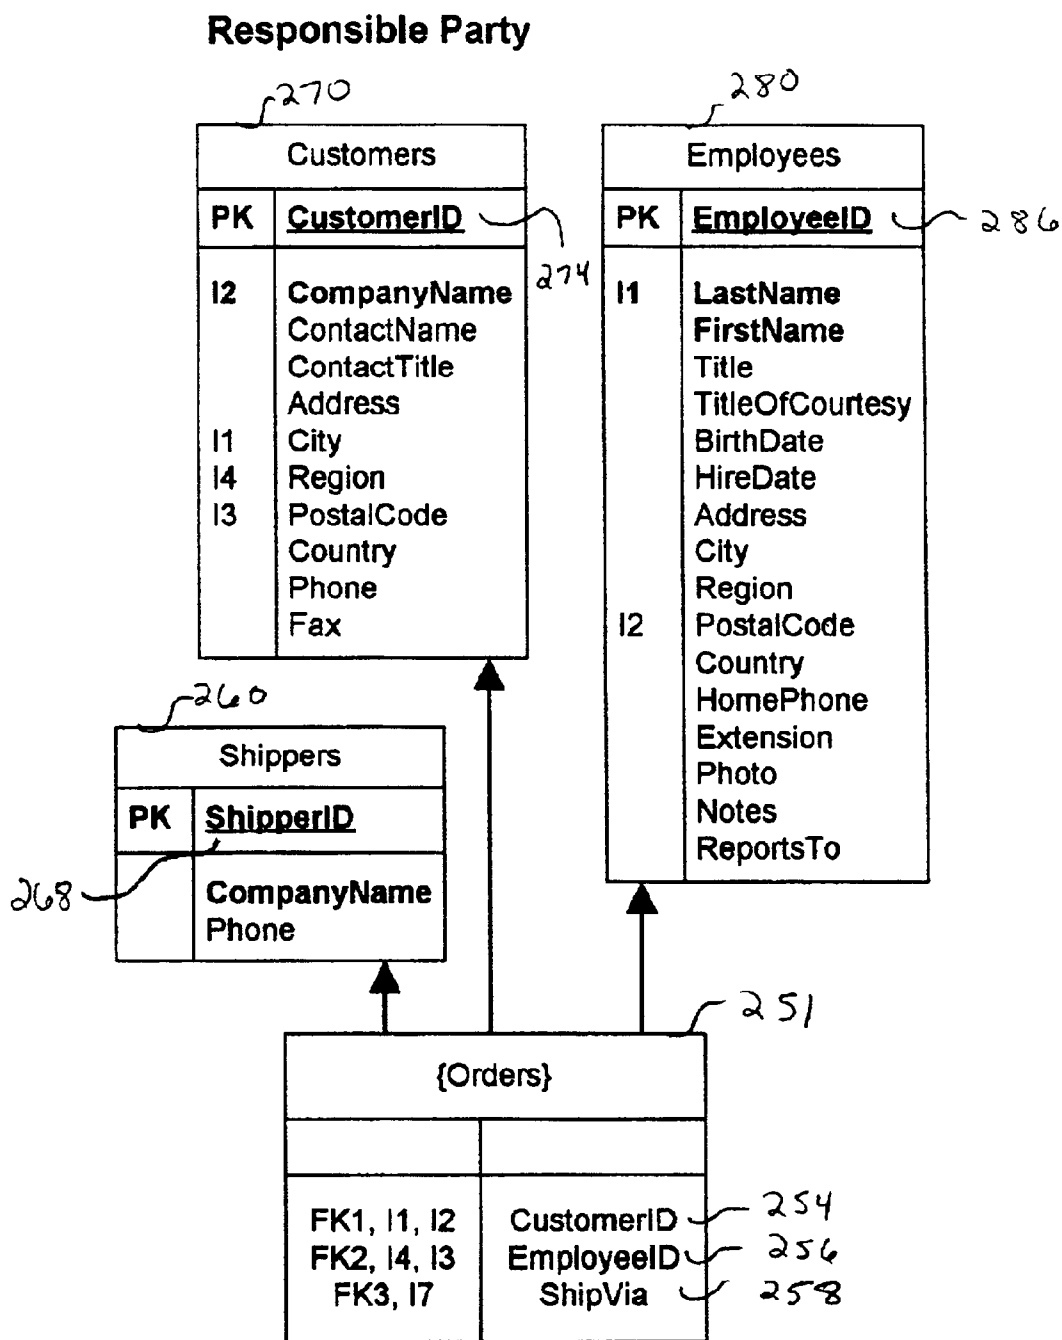 Responsible Party
270
Customers
PK CustomerID
274
I2 CompanyName
ContactName
ContactTitle
Address
I1 City
I4 Region
I3 PostalCode
Country
Phone
Fax
280
Employees
PK EmployeeID
286
I1 LastName
FirstName
Title
TitleOfCourtesy
BirthDate
HireDate
Address
City
Region
I2 PostalCode
Country
HomePhone
Extension
Photo
Notes
ReportsTo
260
Shippers
PK ShipperID
268
CompanyName
Phone
251
{Orders}
FK1, I1, I2 CustomerID 254
FK2, I4, I3 EmployeeID 256
FK3, I7 ShipVia 258